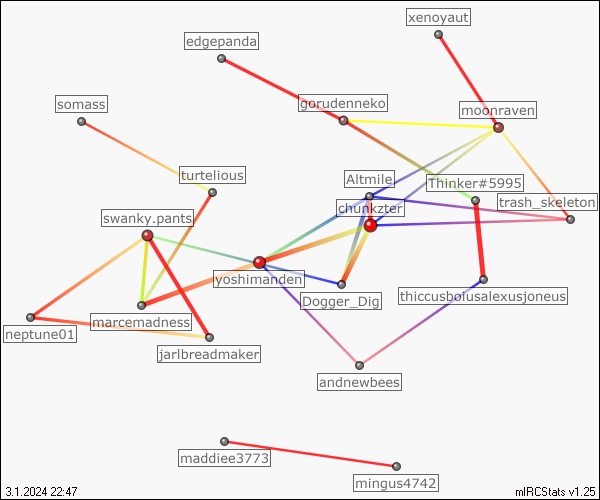 xenoyaut
edgepanda
gorudenneko
somass
moonraven
turtelious
Altmile
Thinker#5995
trash_skeleton
chunkzter
swanky.pants
yoshimanden
Dogger_Dig
thiccusbolusalexusjoneus
marcemadness
neptune01
jarlbreadmaker
andnewbees
maddiee3773
mingus4742
3.1.2024 22:47
mIRCStats v1.25